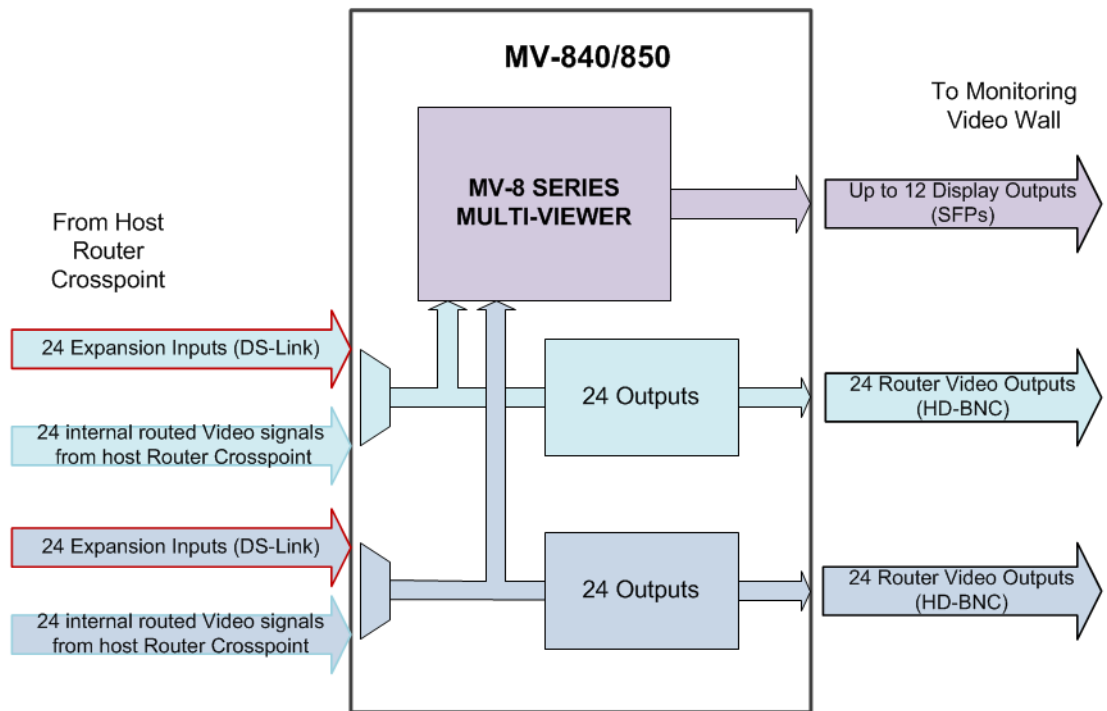 MV-840/850
To Monitoring
Video Wall
MV-8 SERIES
MULTI-VIEWER
Up to 12 Display Outputs
(SFPs)
From Host
Router
Crosspoint
24 Expansion Inputs (DS-Link)
24 internal routed Video signals
from host Router Crosspoint
24 Outputs
24 Router Video Outputs
(HD-BNC)
24 Expansion Inputs (DS-Link)
24 internal routed Video signals
from host Router Crosspoint
24 Outputs
24 Router Video Outputs
(HD-BNC)